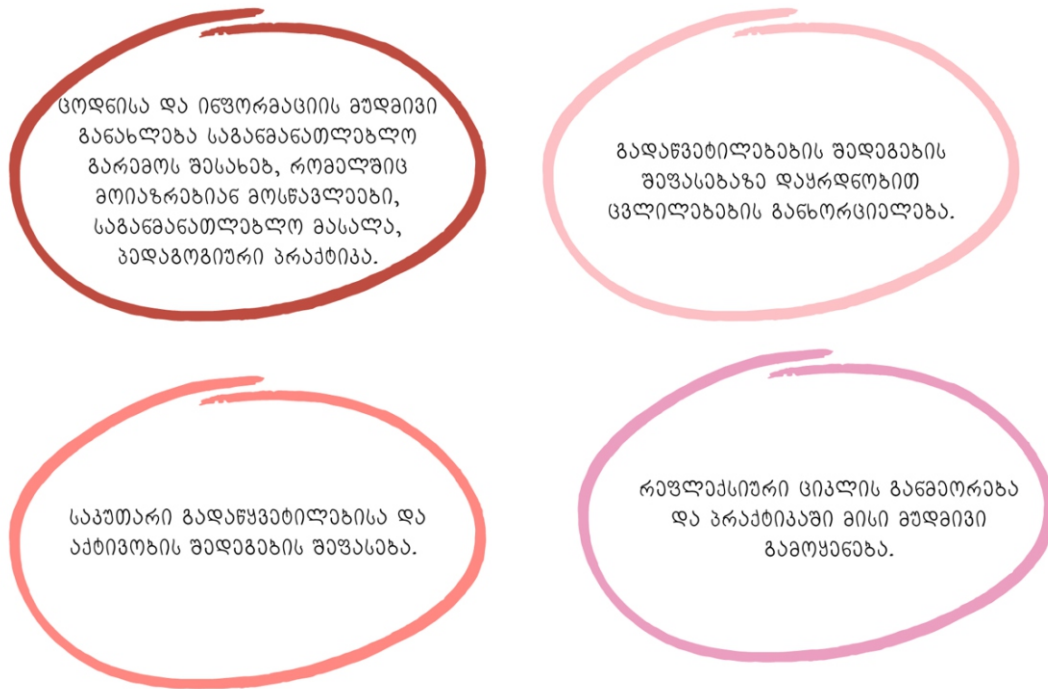 ცოდნისა და ინფორმაციის მუდმივი
განახლება საგანმანათლებლო
გარემოს შესახებ, რომელშიც
მოიაზრებიან მოსწავლეები,
საგანმანათლებლო მასალა,
პედაგოგიური პრაქტიკა.
გადაწვეტილებების შედეგების
შეფასებაზე დაყრდნობით
ცვლილებების განხორციელება.
საკუთარი გადაწყვეტილებისა და
აქტივობის შედეგების შეფასება.
რეფლექსიური ციკლის განმეორება
და პრაქტიკაში მისი მუდმივი
გამოყენება.